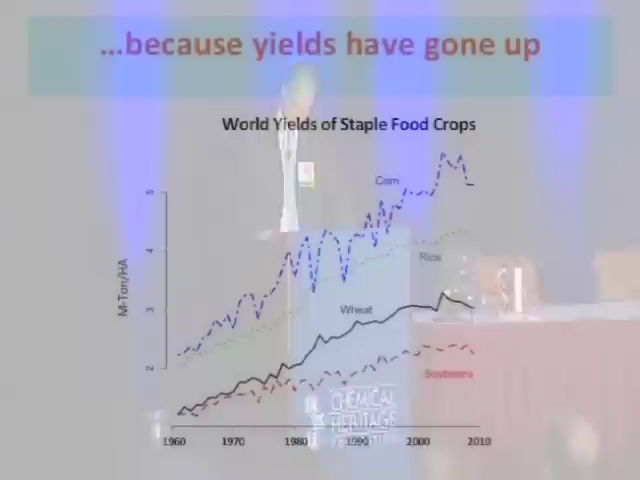 ...because yields have gone up
World Yields of Staple Food Crops
Corn
5
4
Rice
M-Ton/HA
3
Wheat
2
Soybeans
CHEMICAL
HERITAGE
1960 1970 1980 1990 2000 2010